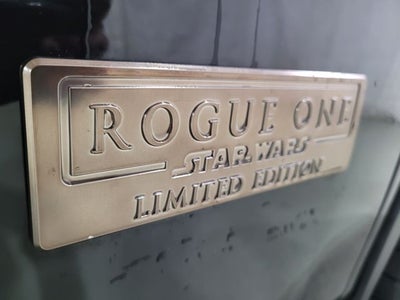 ROGUE ONE
STAR WARS
LIMITED EDITION